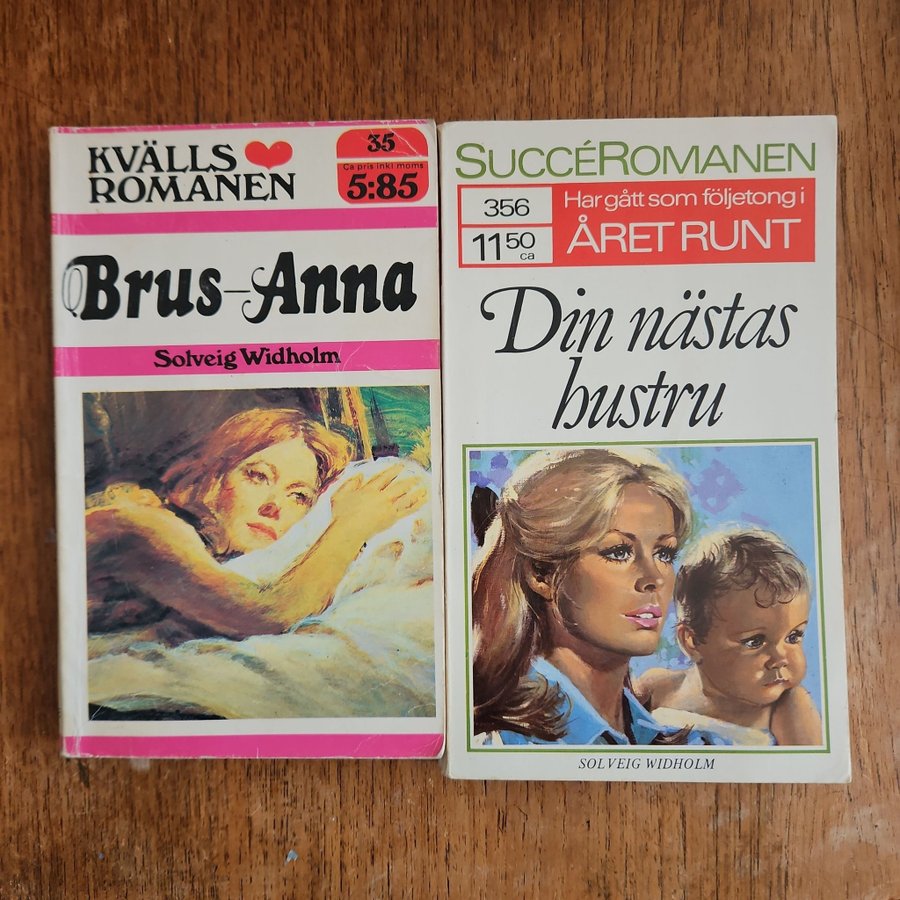 KVÄLLS
ROMANEN
35
Ca pris inkl moms
5:85
Brus-Anna
Solveig Widholm
SUCCÉROMANEN
356
11 50
ca
Har gått som följetong i
ÅRET RUNT
Din nästas
hustru
SOLVEIG WIDHOLM